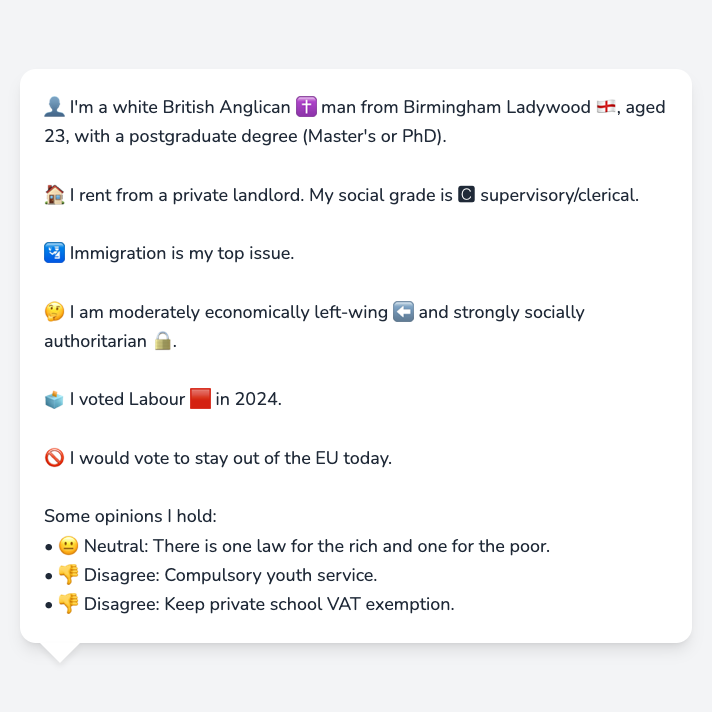 👤 I'm a white British Anglican ✝️ man from Birmingham Ladywood 🏴󠁧󠁢󠁥󠁮󠁧󠁿, aged
23, with a postgraduate degree (Master's or PhD).
🏠 I rent from a private landlord. My social grade is 🅲 supervisory/clerical.
🛂 Immigration is my top issue.
🤔 I am moderately economically left-wing ⬅️ and strongly socially
authoritarian 🔒.
🗳️ I voted Labour 🟥 in 2024.
🚫 I would vote to stay out of the EU today.
Some opinions I hold:
• 😐 Neutral: There is one law for the rich and one for the poor.
• 👎 Disagree: Compulsory youth service.
• 👎 Disagree: Keep private school VAT exemption.